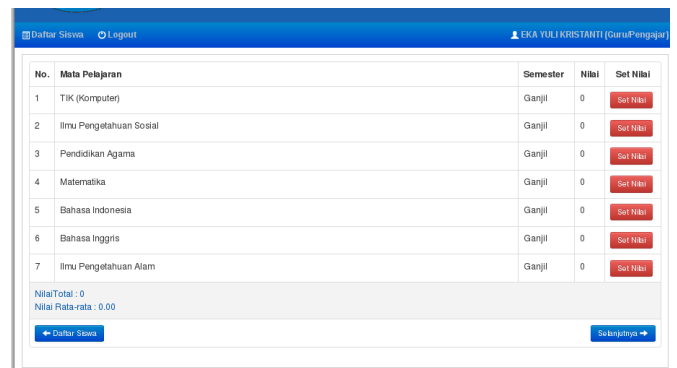 Daftar Siswa Logout EKA YULI KRISTANTI (Guru/Pengajar)
No. Mata Pelajaran Semester Nilai Set Nilai
1 TIK (Komputer) Ganjil 0 Set Nilai
2 Ilmu Pengetahuan Sosial Ganjil 0 Set Nilai
3 Pendidikan Agama Ganjil 0 Set Nilai
4 Matematika Ganjil 0 Set Nilai
5 Bahasa Indonesia Ganjil 0 Set Nilai
6 Bahasa Inggris Ganjil 0 Set Nilai
7 Ilmu Pengetahuan Alam Ganjil 0 Set Nilai
NilaiTotal : 0
Nilai Rata-rata : 0.00
Daftar Siswa Selanjutnya